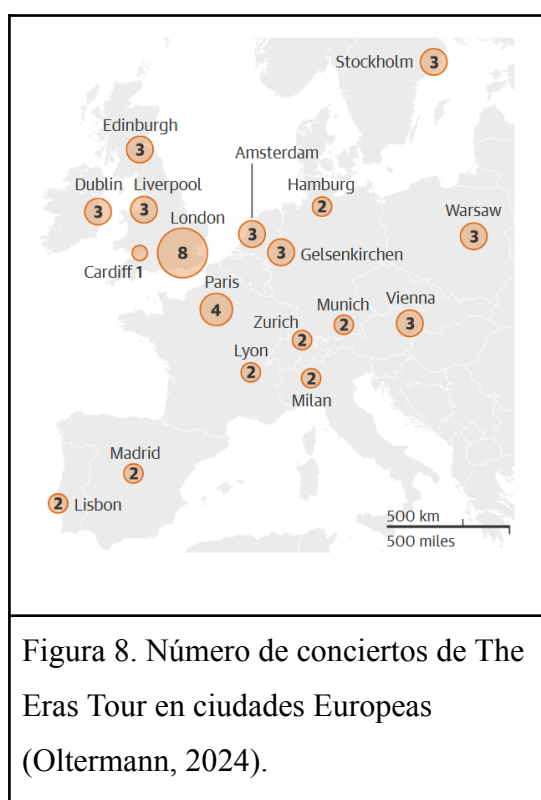 Stockholm 3
Edinburgh
3
Amsterdam
Dublin
Liverpool
Hamburg
3
3
London
2
Warsaw
3
3
8
3
Gelsenkirchen
Cardiff 1
Paris
4
Munich
Vienna
Zurich
2
3
2
Lyon
2
2
Milan
Madrid
2
2 Lisbon
500 km
500 miles
Figura 8. Número de conciertos de The
Eras Tour en ciudades Europeas
(Oltermann, 2024).